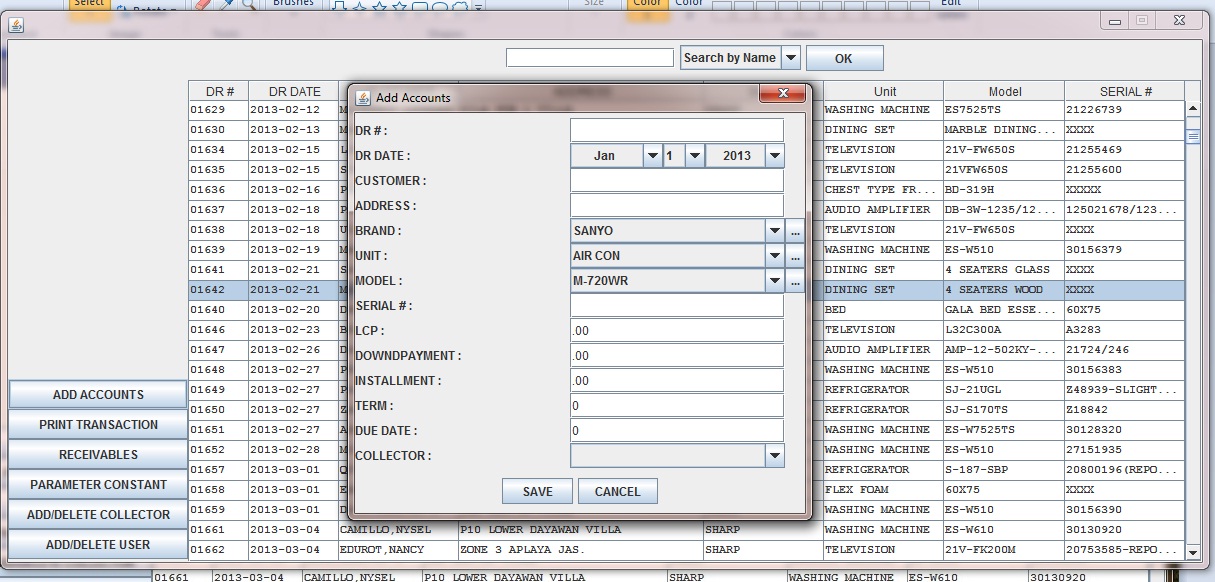 Select Rotate Brushes Size Color Color Edit
Search by Name OK
DR # DR DATE Unit Model SERIAL #
01629 2013-02-12 WASHING MACHINE ES7525TS 21226739
01630 2013-02-13 DINING SET MARBLE DINING... XXXX
01634 2013-02-15 TELEVISION 21V-FW650S 21255469
01635 2013-02-15 TELEVISION 21VFW650S 21255600
01636 2013-02-16 CHEST TYPE FR... BD-319H XXXXX
01637 2013-02-18 AUDIO AMPLIFIER DB-3W-1235/12... 125021678/123...
01638 2013-02-18 TELEVISION 21V-FW650S XXXX
01639 2013-02-19 WASHING MACHINE ES-W510 30156379
01641 2013-02-21 DINING SET 4 SEATERS GLASS XXXX
01642 2013-02-21 DINING SET 4 SEATERS WOOD XXXX
01640 2013-02-20 BED GALA BED ESSE... 60X75
01646 2013-02-23 TELEVISION L32C300A A3283
01647 2013-02-26 AUDIO AMPLIFIER AMP-12-502KY-... 21724/246
01648 2013-02-27 WASHING MACHINE ES-W510 30156383
01649 2013-02-27 REFRIGERATOR SJ-21UGL Z48939-SLIGHT...
01650 2013-02-27 REFRIGERATOR SJ-S170TS Z18842
01651 2013-02-27 WASHING MACHINE ES-W7525TS 30128320
01652 2013-02-28 WASHING MACHINE ES-W510 27151935
01657 2013-03-01 REFRIGERATOR S-187-SBP 20800196(REPO...
01658 2013-03-01 FLEX FOAM 60X75 XXXX
01659 2013-03-01 WASHING MACHINE ES-W510 30156390
01661 2013-03-04 CAMILLO,NYSEL P10 LOWER DAYAWAN VILLA SHARP WASHING MACHINE ES-W610 30130920
01662 2013-03-04 EDUROT,NANCY ZONE 3 APLAYA JAS. SHARP TELEVISION 21V-FK200M 20753585-REPO...
Add Accounts
DR # :
DR DATE : Jan 1 2013
CUSTOMER :
ADDRESS :
BRAND : SANYO ...
UNIT : AIR CON ...
MODEL : M-720WR ...
SERIAL # :
LCP : .00
DOWNDPAYMENT : .00
INSTALLMENT : .00
TERM : 0
DUE DATE : 0
COLLECTOR :
SAVE CANCEL
ADD ACCOUNTS
PRINT TRANSACTION
RECEIVABLES
PARAMETER CONSTANT
ADD/DELETE COLLECTOR
ADD/DELETE USER
01661 2013-03-04 CAMILLO,NYSEL P10 LOWER DAYAWAN VILLA SHARP WASHING MACHINE ES-W610 30130920